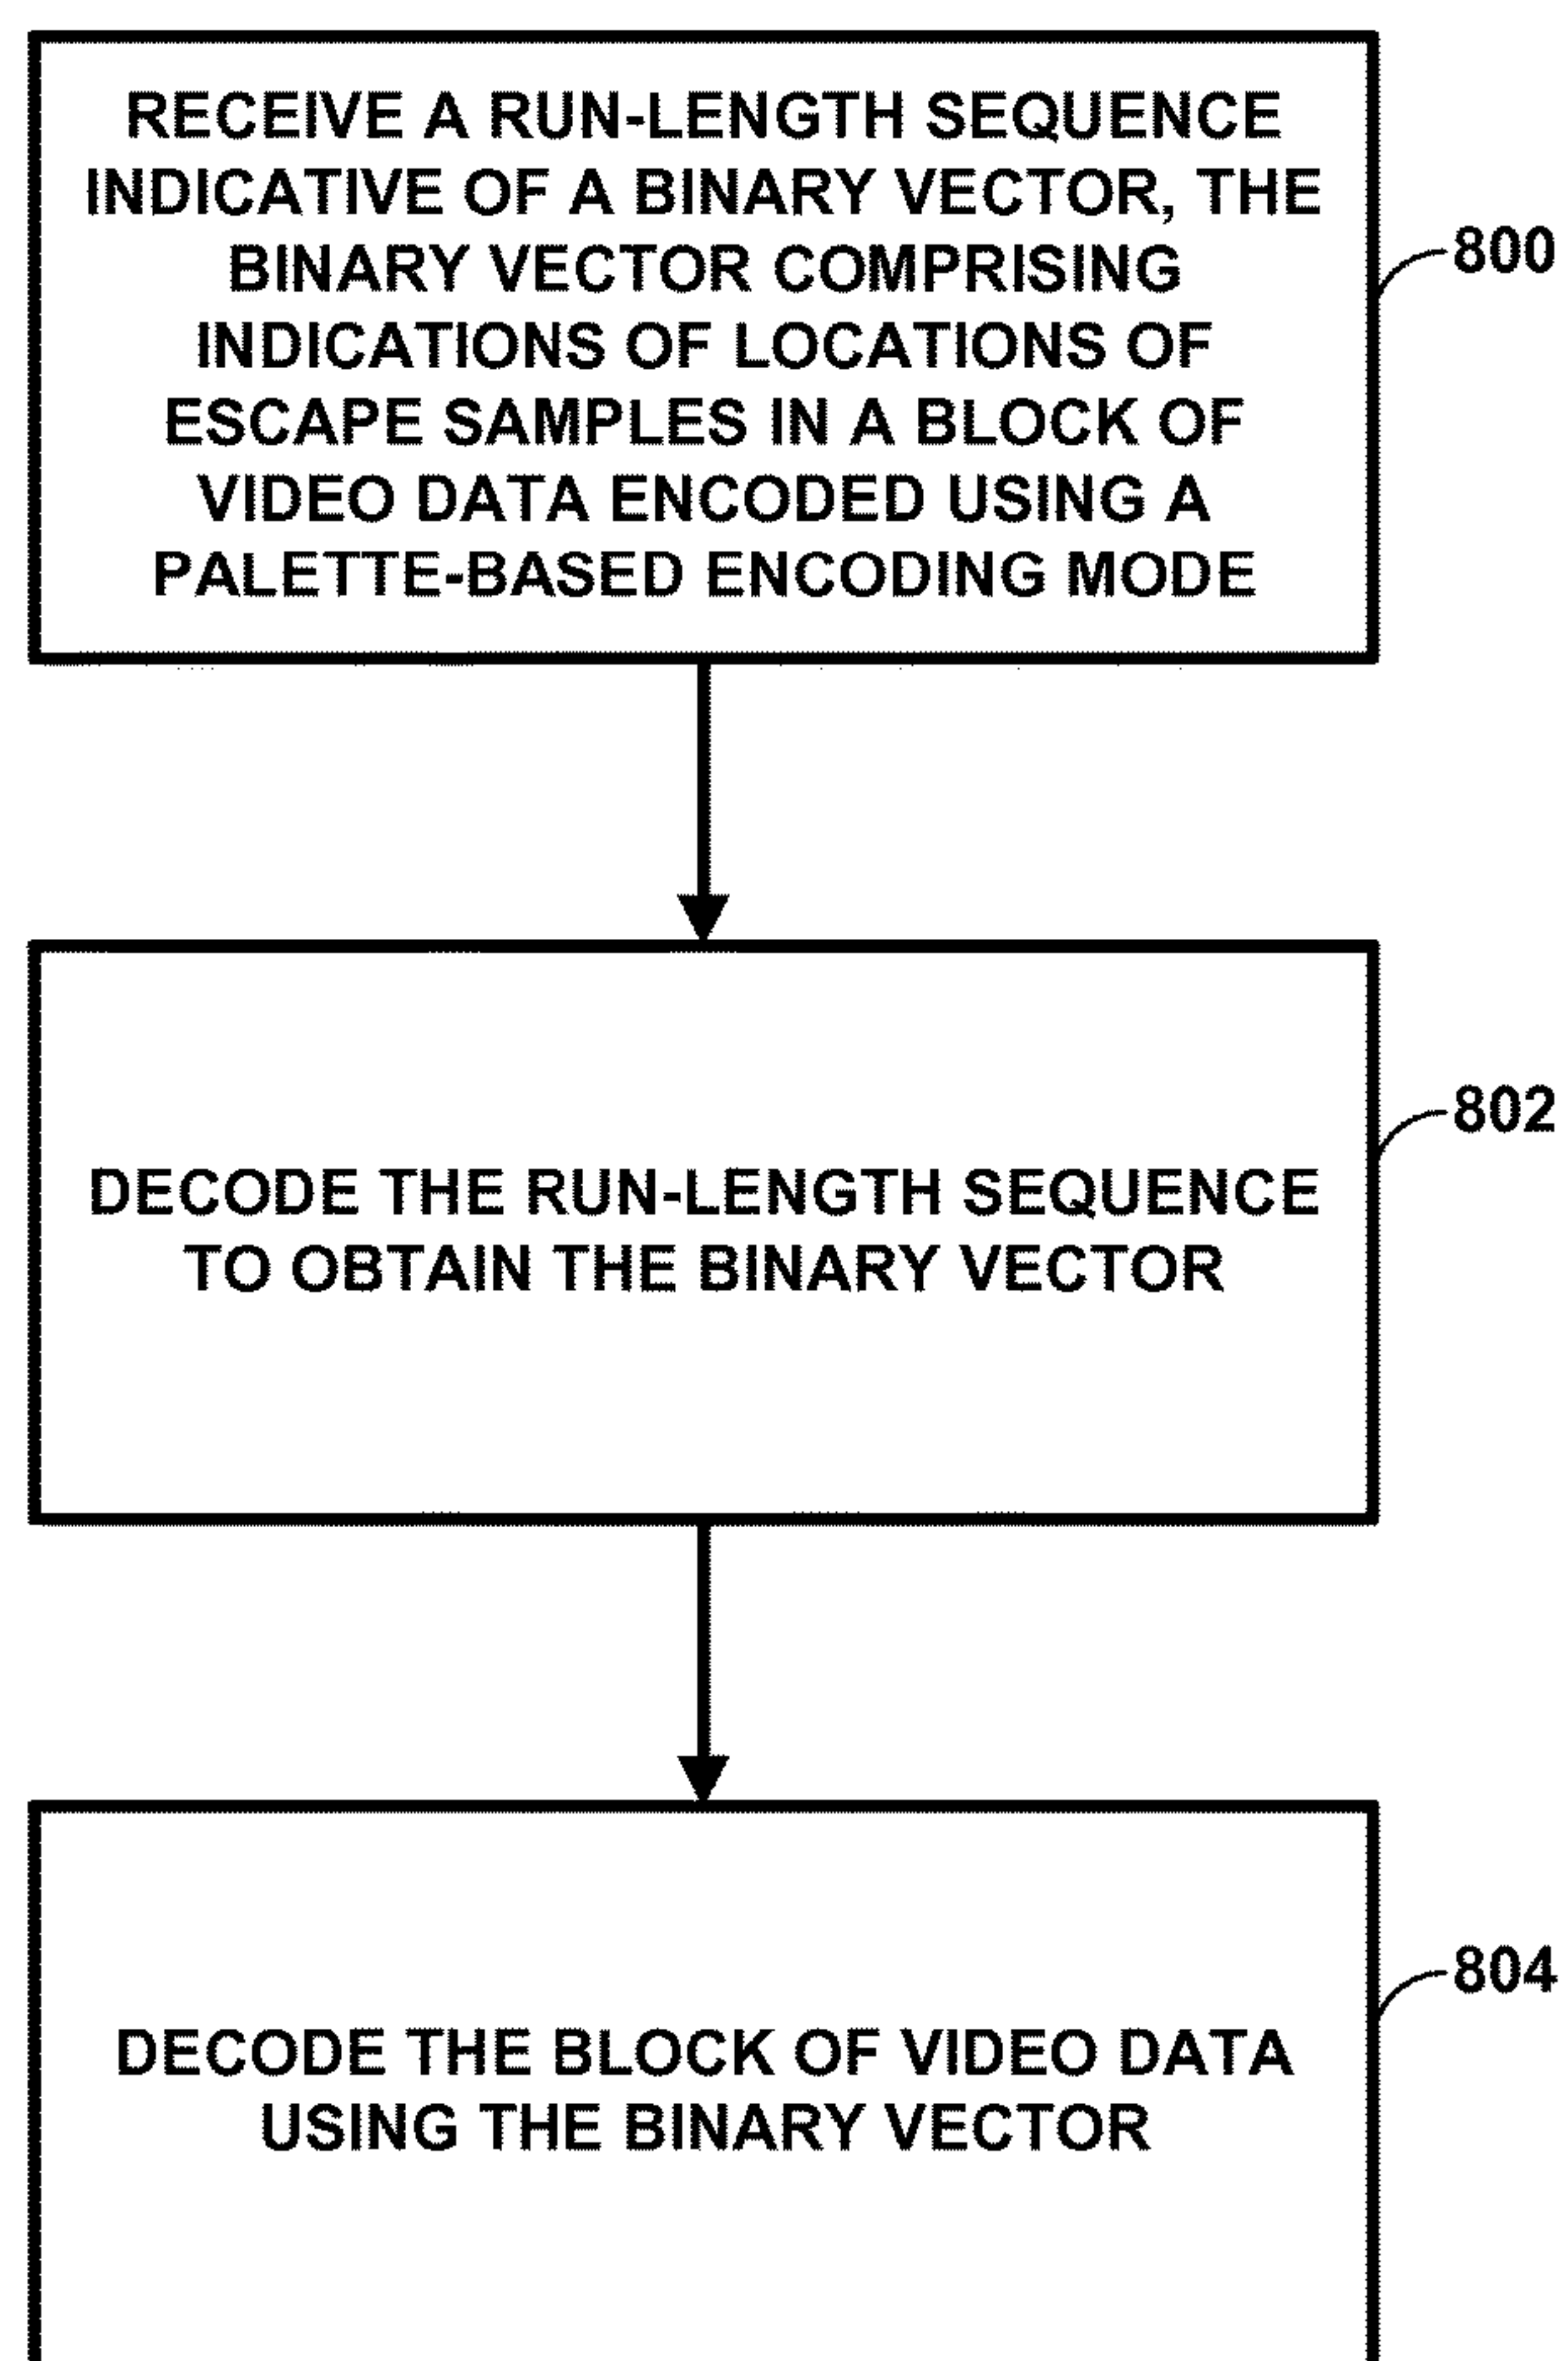 RECEIVE A RUN-LENGTH SEQUENCE
INDICATIVE OF A BINARY VECTOR, THE
BINARY VECTOR COMPRISING
INDICATIONS OF LOCATIONS OF
ESCAPE SAMPLES IN A BLOCK OF
VIDEO DATA ENCODED USING A
PALETTE-BASED ENCODING MODE
800
DECODE THE RUN-LENGTH SEQUENCE
TO OBTAIN THE BINARY VECTOR
802
DECODE THE BLOCK OF VIDEO DATA
USING THE BINARY VECTOR
804